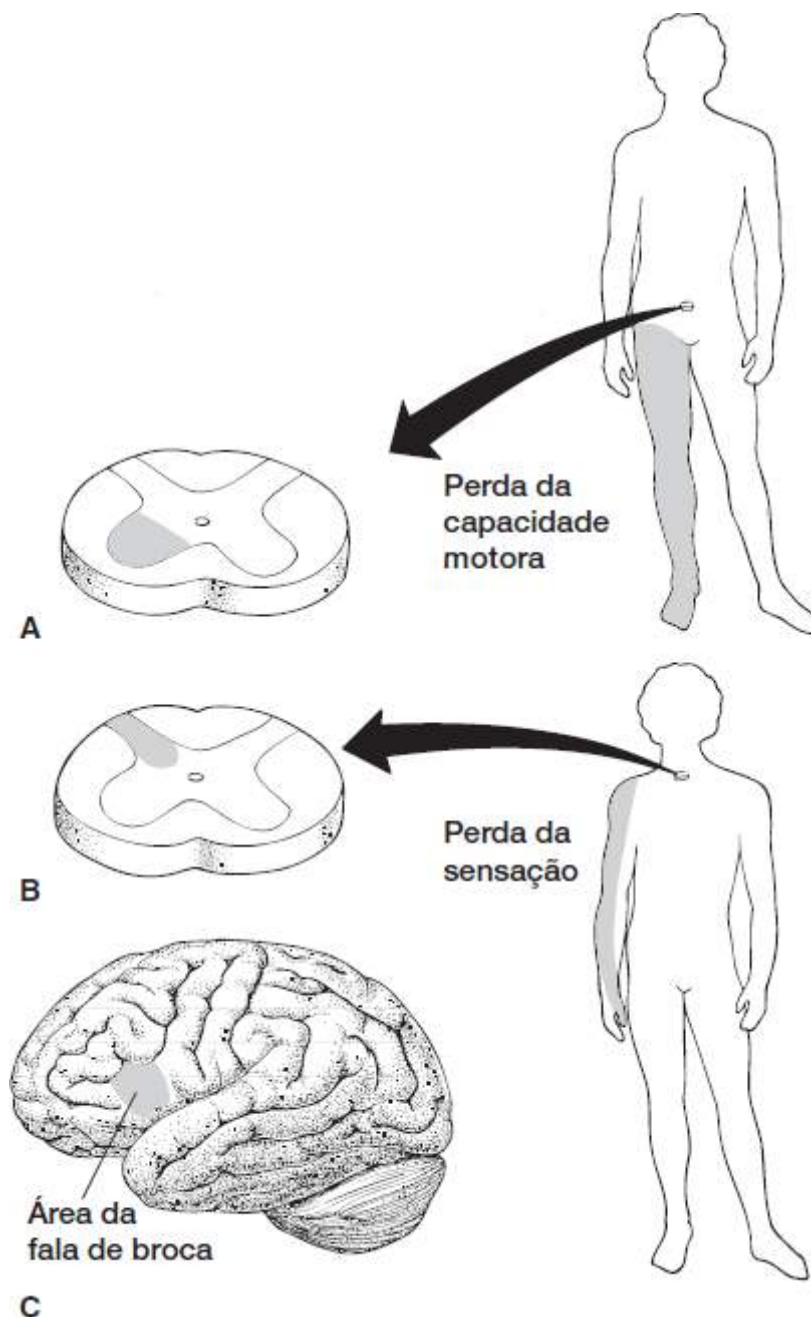 Perda da
capacidade
motora
A
Perda da
sensação
B
Área da
fala de broca
C